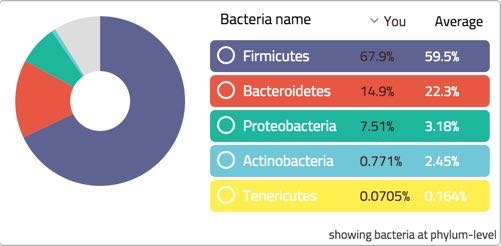 Bacteria name You Average
Firmicutes 67.9% 59.5%
Bacteroidetes 14.9% 22.3%
Proteobacteria 7.51% 3.18%
Actinobacteria 0.771% 2.45%
Tenericutes 0.0705% 0.164%
showing bacteria at phylum-level